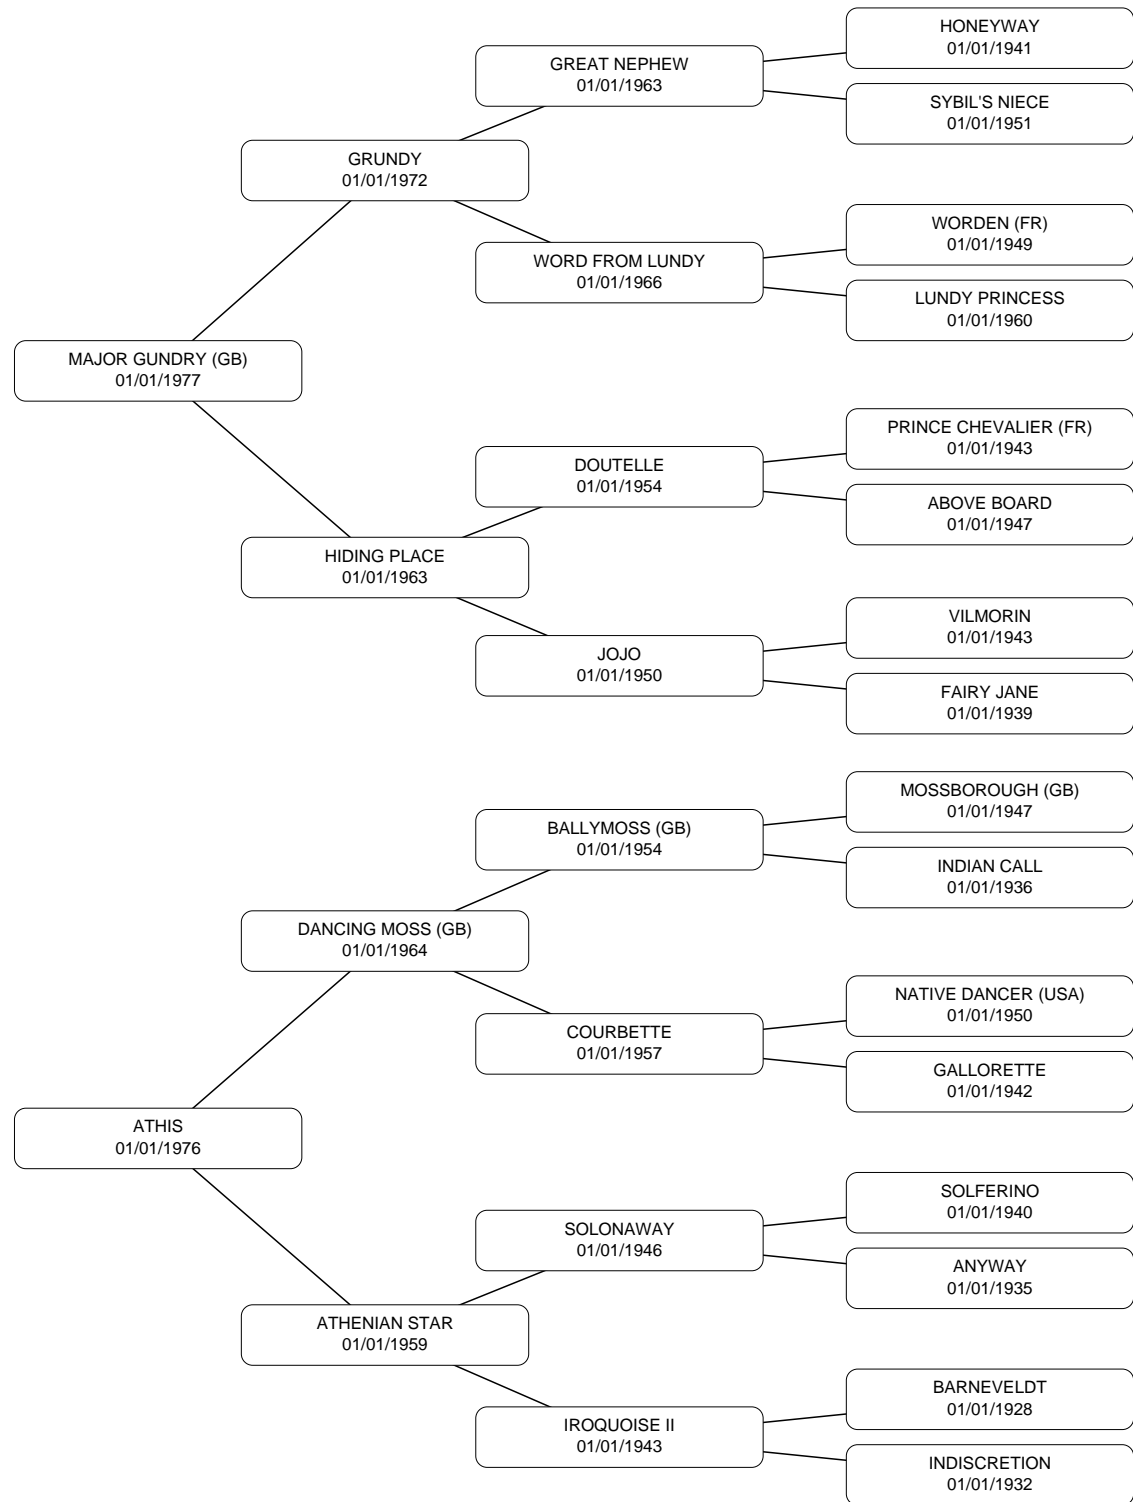 HONEYWAY
01/01/1941
GREAT NEPHEW
01/01/1963
SYBIL'S NIECE
01/01/1951
GRUNDY
01/01/1972
WORDEN (FR)
01/01/1949
WORD FROM LUNDY
01/01/1966
LUNDY PRINCESS
01/01/1960
MAJOR GUNDRY (GB)
01/01/1977
PRINCE CHEVALIER (FR)
01/01/1943
DOUTELLE
01/01/1954
ABOVE BOARD
01/01/1947
HIDING PLACE
01/01/1963
VILMORIN
01/01/1943
JOJO
01/01/1950
FAIRY JANE
01/01/1939
MOSSBOROUGH (GB)
01/01/1947
BALLYMOSS (GB)
01/01/1954
INDIAN CALL
01/01/1936
DANCING MOSS (GB)
01/01/1964
NATIVE DANCER (USA)
01/01/1950
COURBETTE
01/01/1957
GALLORETTE
01/01/1942
ATHIS
01/01/1976
SOLFERINO
01/01/1940
SOLONAWAY
01/01/1946
ANYWAY
01/01/1935
ATHENIAN STAR
01/01/1959
BARNEVELDT
01/01/1928
IROQUOISE II
01/01/1943
INDISCRETION
01/01/1932